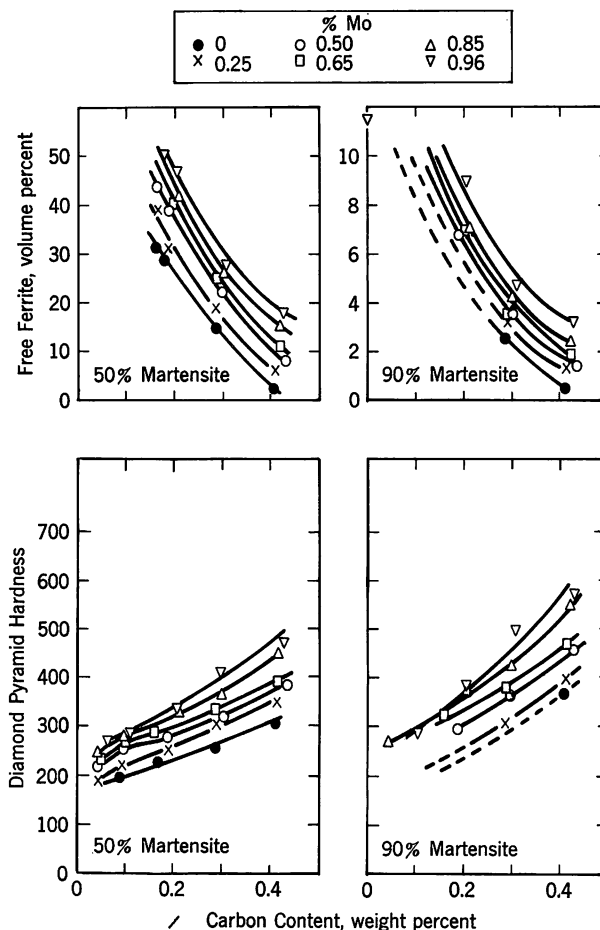 % Mo
● 0 ○ 0.50 △ 0.85
× 0.25 □ 0.65 ▽ 0.96
Free Ferrite, volume percent
50
40
30
20
10
0
50% Martensite
10
8
6
4
2
0
90% Martensite
Diamond Pyramid Hardness
700
600
500
400
300
200
100
0
50% Martensite
0
90% Martensite
0 0.2 0.4 0.2 0.4
Carbon Content, weight percent